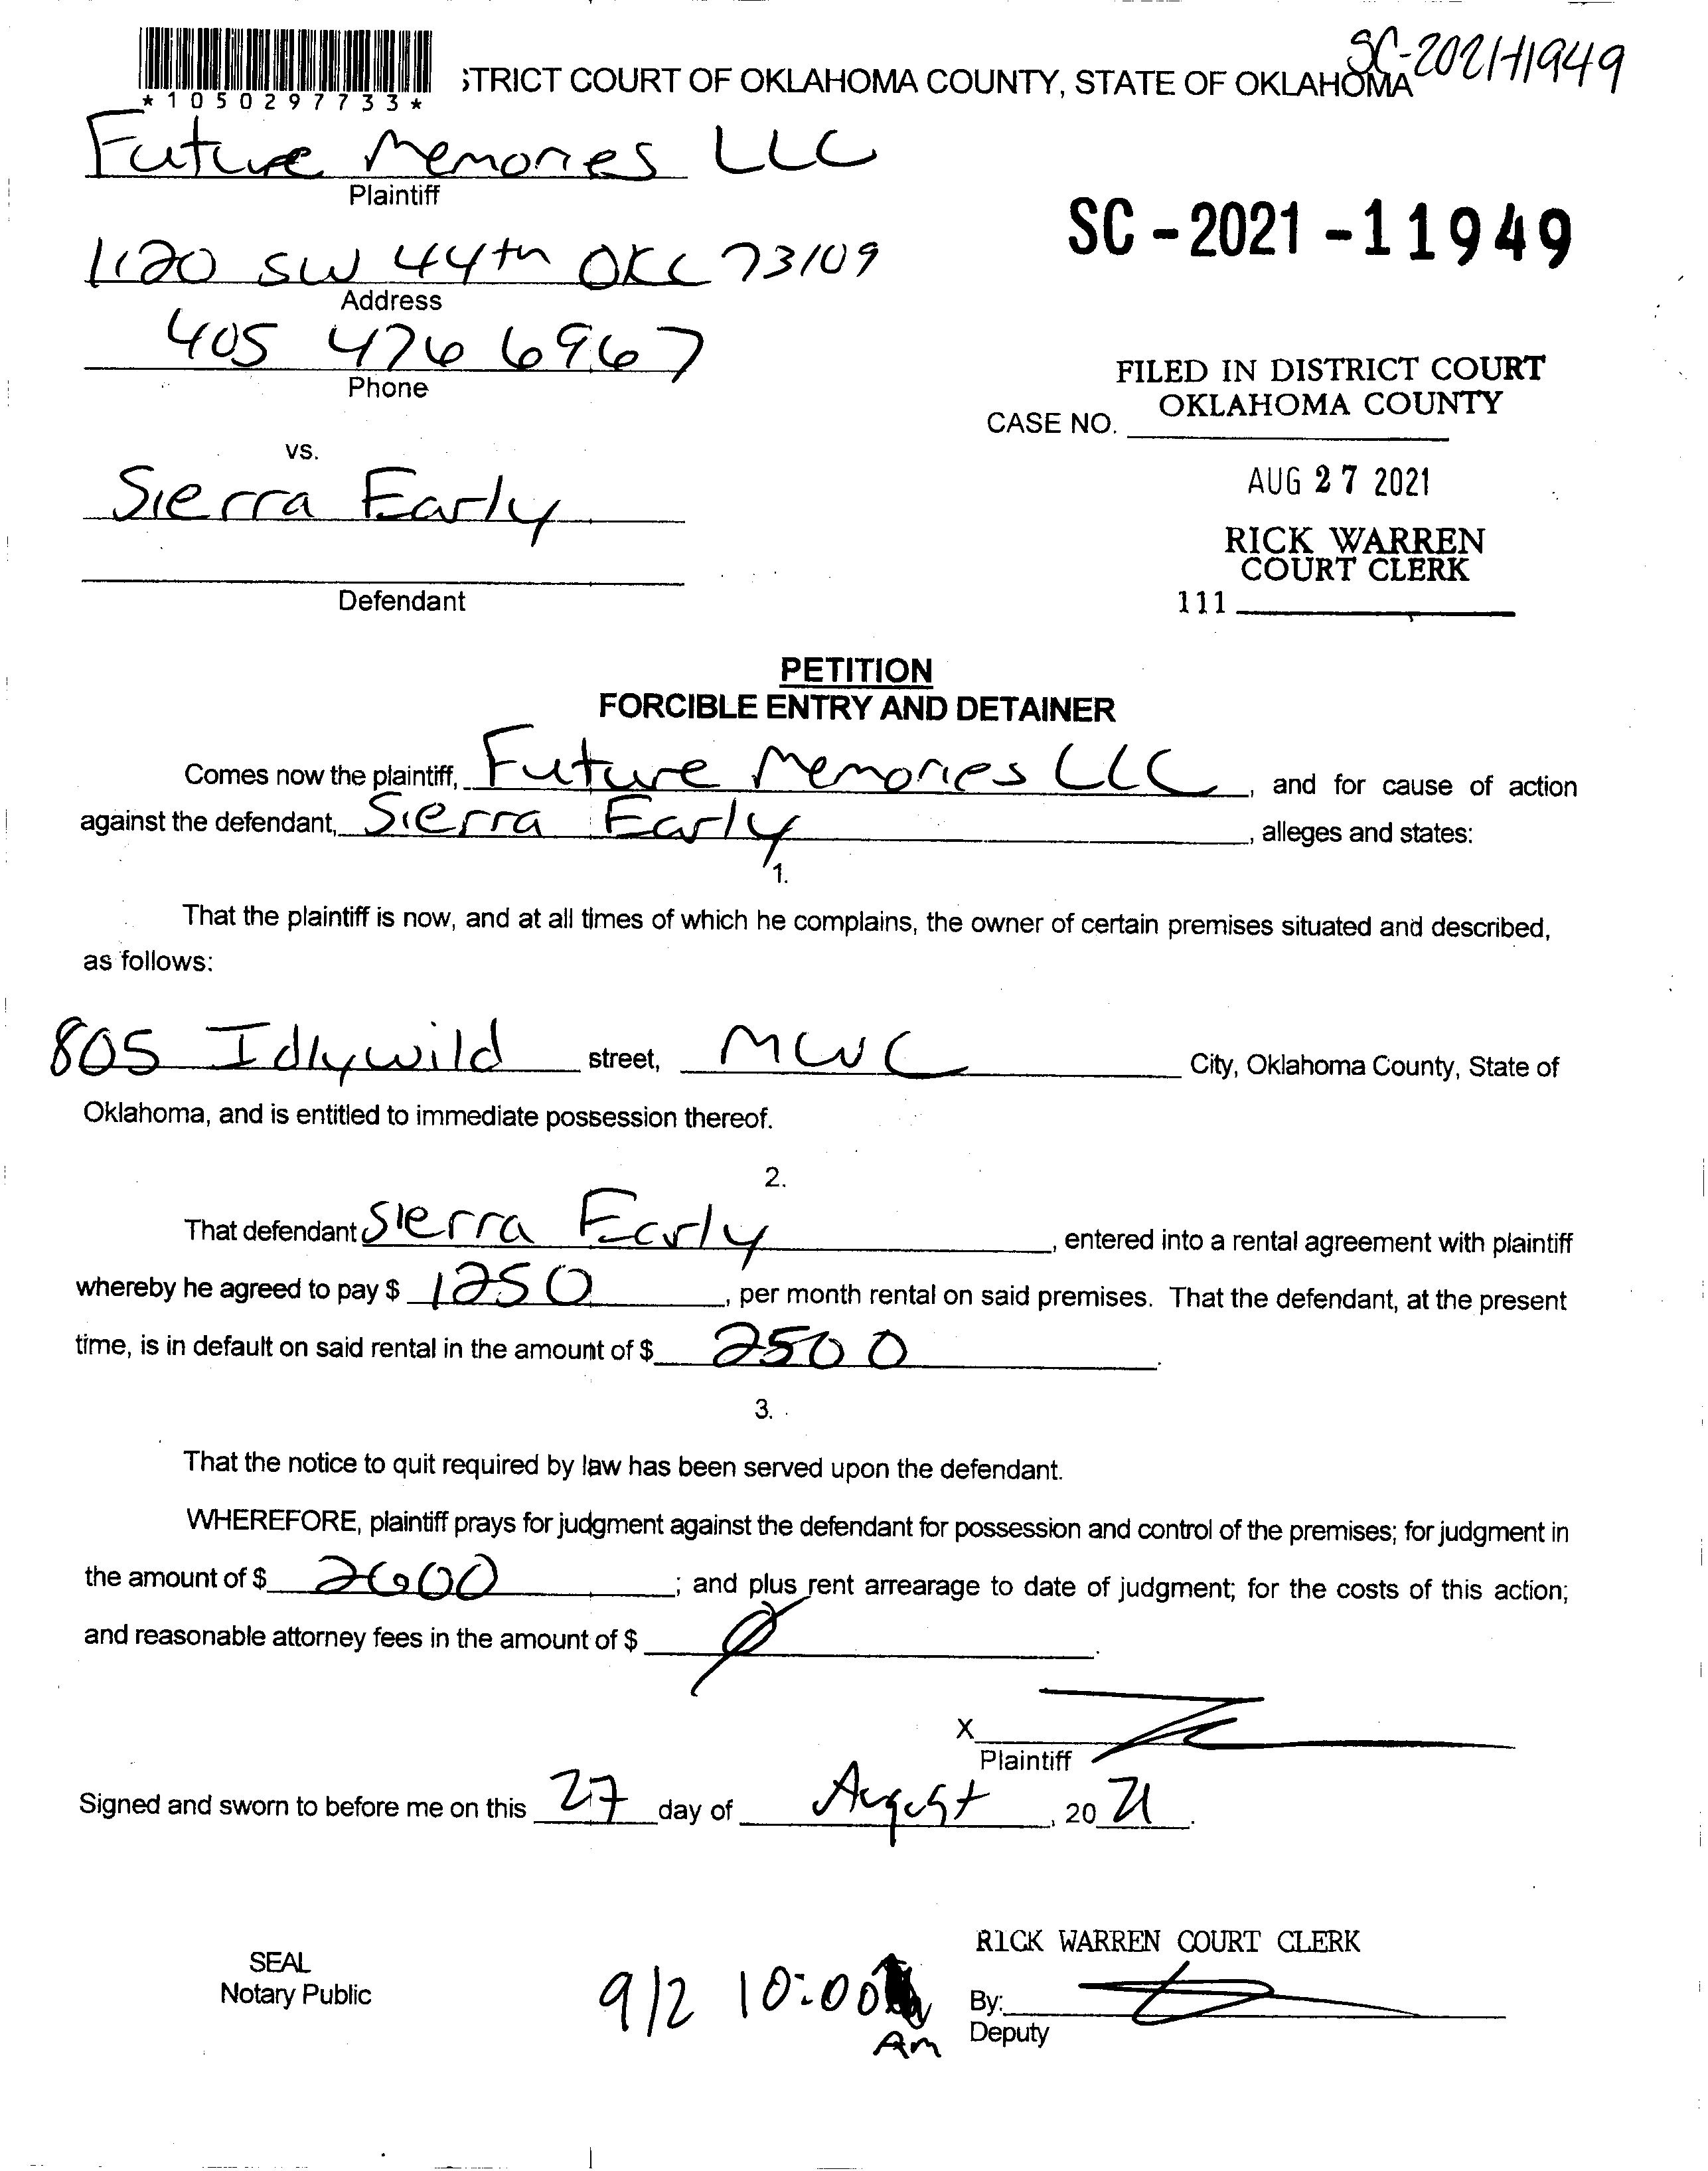 SC-2021-11949
*1050297733*
STRICT COURT OF OKLAHOMA COUNTY, STATE OF OKLAHOMA
Future Memories LLC
Plaintiff
SC-2021-11949
1120 SW 44th OKC 73109
Address
405 476 6967
Phone
FILED IN DISTRICT COURT
OKLAHOMA COUNTY
CASE NO.
vs.
AUG 27 2021
Sierra Early
RICK WARREN
COURT CLERK
Defendant
111
PETITION
FORCIBLE ENTRY AND DETAINER
Comes now the plaintiff, Future Memories LLC, and for cause of action
against the defendant, Sierra Early, alleges and states:
1.
That the plaintiff is now, and at all times of which he complains, the owner of certain premises situated and described,
as follows:
805 Idlywild street, MWC City, Oklahoma County, State of
Oklahoma, and is entitled to immediate possession thereof.
2.
That defendant Sierra Early, entered into a rental agreement with plaintiff
whereby he agreed to pay $ 1250, per month rental on said premises. That the defendant, at the present
time, is in default on said rental in the amount of $ 2500.
3.
That the notice to quit required by law has been served upon the defendant.
WHEREFORE, plaintiff prays for judgment against the defendant for possession and control of the premises; for judgment in
the amount of $ 2600; and plus rent arrearage to date of judgment; for the costs of this action;
and reasonable attorney fees in the amount of $ Ø.
X
Plaintiff
Signed and sworn to before me on this 27 day of August, 20 21.
RICK WARREN COURT CLERK
SEAL
Notary Public
9/2 10:00
Am
By:
Deputy